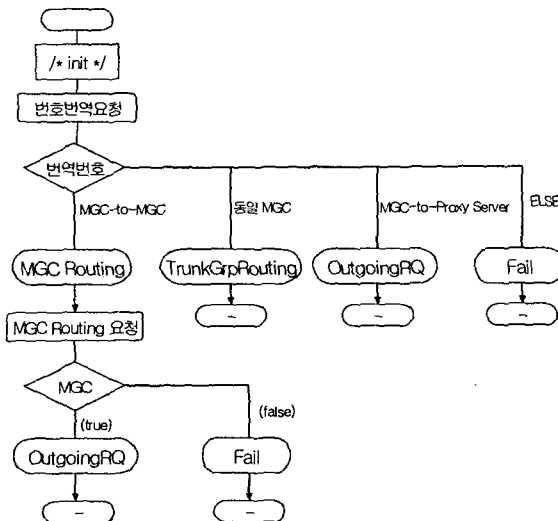 /* init */
번호번역요청
번역번호
MGC-to-MGC
동일 MGC
MGC-to-Proxy Server
ELSE
MGC Routing
TrunkGrpRouting
OutgoingRQ
Fail
-
-
-
MGC Routing 요청
MGC
(true)
(false)
OutgoingRQ
Fail
-
-